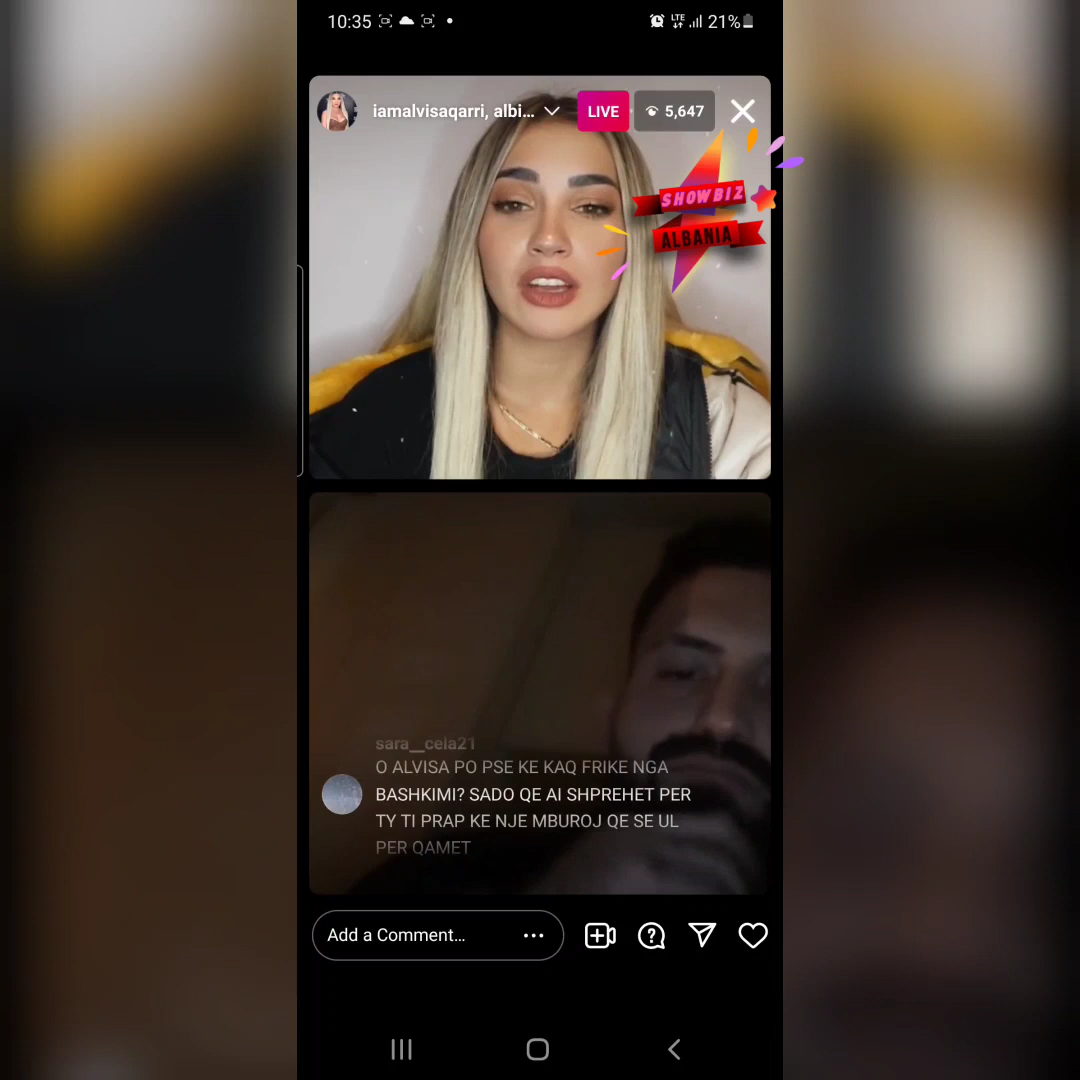 10:35
LTE
21%
iamalvisaqarri, albi...
LIVE
5,647
SHOWBIZ
ALBANIA
sara__cela21
O ALVISA PO PSE KE KAQ FRIKE NGA
BASHKIMI? SADO QE AI SHPREHET PER
TY TI PRAP KE NJE MBUROJ QE SE UL
PER QAMET
Add a Comment...